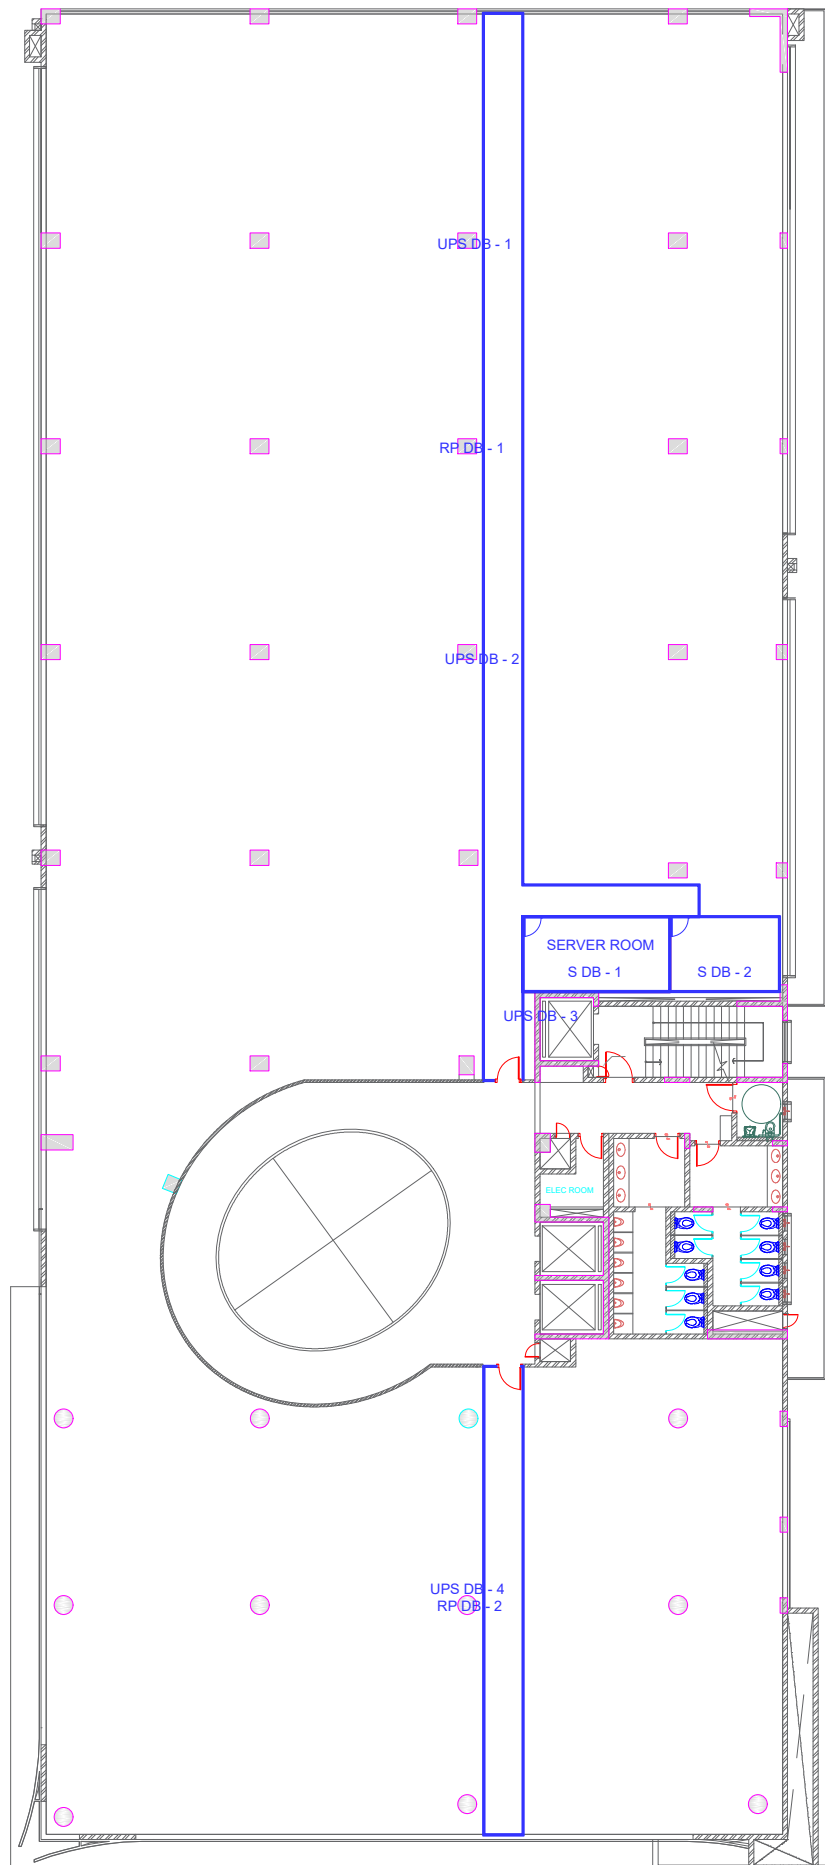 UPS DB - 1
RP DB - 1
UPS DB - 2
SERVER ROOM
S DB - 1
S DB - 2
UPS DB - 3
ELEC ROOM
UPS DB - 4
RP DB - 2